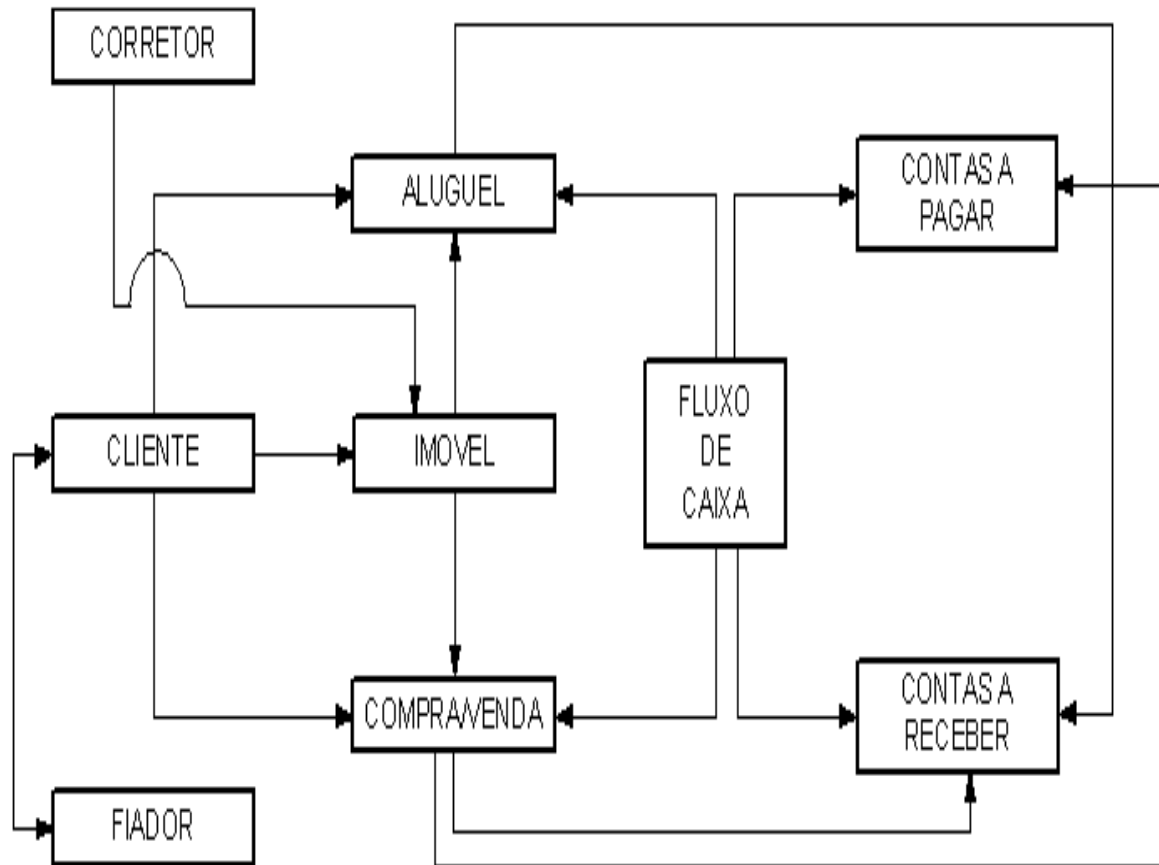 CORRETOR
ALUGUEL
CONTAS A
PAGAR
CLIENTE
IMOVEL
FLUXO
DE
CAIXA
COMPRA/VENDA
CONTAS A
RECEBER
FIADOR